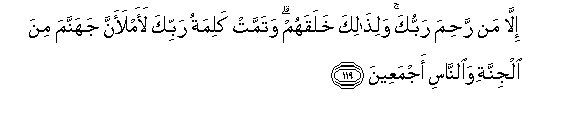 إِلَّا مَن رَّحِمَ رَبُّكَ ۚ وَلِذَٰلِكَ خَلَقَهُمْ ۗ وَتَمَّتْ كَلِمَةُ رَبِّكَ لَأَمْلَأَنَّ جَهَنَّمَ مِنَ
ٱلْجِنَّةِ وَٱلنَّاسِ أَجْمَعِينَ ﴿١١٩﴾